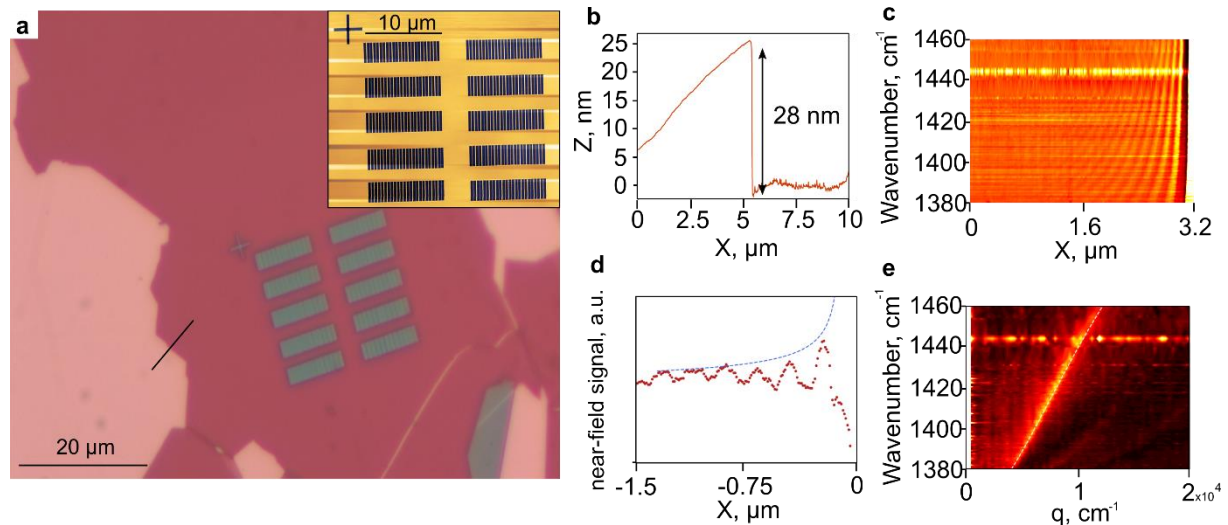 a
10 µm
20 µm
b
Z, nm
25
20
15
10
5
0
28 nm
0
2.5
5
7.5
10
X, µm
c
Wavenumber, cm⁻¹
1460
1440
1420
1400
1380
0
1.6
3.2
X, µm
d
near-field signal, a.u.
-1.5
-0.75
0
X, µm
e
Wavenumber, cm⁻¹
1460
1440
1420
1400
1380
0
1
2
x10⁴
q, cm⁻¹